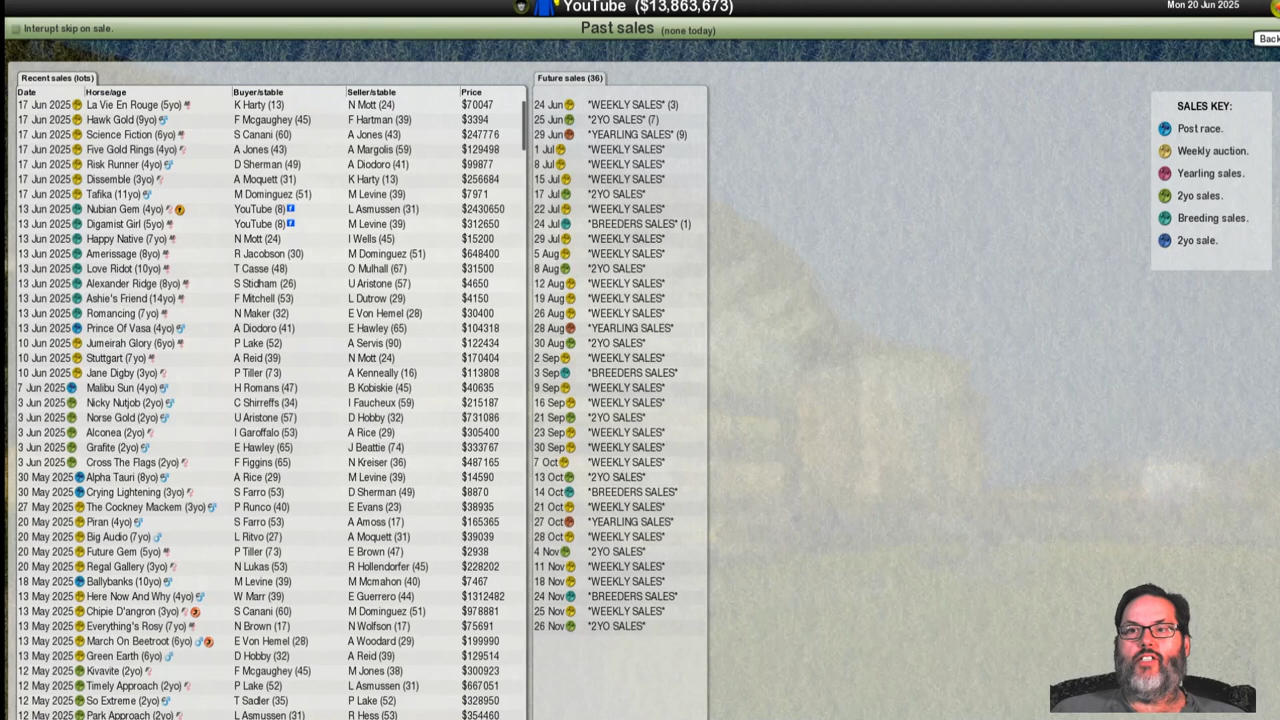 YouTube ($13,863,673)
Mon 20 Jun 2025
Interupt skip on sale.
Past sales (none today)
Back
Recent sales (lots)
Date Horse/age Buyer/stable Seller/stable Price
17 Jun 2025 La Vie En Rouge (5yo) K Harty (13) N Mott (24) $70047
17 Jun 2025 Hawk Gold (9yo) F Mcgaughey (45) F Hartman (39) $3394
17 Jun 2025 Science Fiction (6yo) S Canani (60) A Jones (43) $247776
17 Jun 2025 Five Gold Rings (4yo) A Jones (43) A Margolis (59) $129498
17 Jun 2025 Risk Runner (4yo) D Sherman (49) A Diodoro (41) $99877
17 Jun 2025 Dissemble (3yo) A Moquett (31) K Harty (13) $256684
17 Jun 2025 Tafika (11yo) M Dominguez (51) M Levine (39) $7971
13 Jun 2025 Nubian Gem (4yo) YouTube (8) L Asmussen (31) $2430650
13 Jun 2025 Digamist Girl (5yo) YouTube (8) M Levine (39) $312650
13 Jun 2025 Happy Native (7yo) N Mott (24) I Wells (45) $15200
13 Jun 2025 Amerissage (8yo) R Jacobson (30) M Dominguez (51) $648400
13 Jun 2025 Love Ridot (10yo) T Casse (48) O Mulhall (67) $31500
13 Jun 2025 Alexander Ridge (8yo) S Stidham (26) U Aristone (57) $4650
13 Jun 2025 Ashie's Friend (14yo) F Mitchell (53) L Dutrow (29) $4150
13 Jun 2025 Romancing (7yo) N Maker (32) E Von Hemel (28) $30400
13 Jun 2025 Prince Of Vasa (4yo) A Diodoro (41) E Hawley (65) $104318
10 Jun 2025 Jumeirah Glory (6yo) P Lake (52) A Servis (90) $122434
10 Jun 2025 Stuttgart (7yo) A Reid (39) N Mott (24) $170404
10 Jun 2025 Jane Digby (3yo) P Tiller (73) A Kenneally (16) $113808
7 Jun 2025 Malibu Sun (4yo) H Romans (47) B Kobiskie (45) $40635
3 Jun 2025 Nicky Nutjob (2yo) C Shirreffs (34) I Faucheux (59) $215187
3 Jun 2025 Norse Gold (2yo) U Aristone (57) D Hobby (32) $731086
3 Jun 2025 Alconea (2yo) I Garoffalo (53) A Rice (29) $305400
3 Jun 2025 Grafite (2yo) E Hawley (65) J Beattie (74) $333767
3 Jun 2025 Cross The Flags (2yo) F Figgins (65) N Kreiser (36) $487165
30 May 2025 Alpha Tauri (8yo) A Rice (29) M Levine (39) $14590
30 May 2025 Crying Lightening (3yo) S Farro (53) D Sherman (49) $8870
27 May 2025 The Cockney Mackem (3yo) P Runco (40) E Evans (23) $38935
20 May 2025 Piran (4yo) S Farro (53) A Amoss (17) $165365
20 May 2025 Big Audio (7yo) L Ritvo (27) A Moquett (31) $39039
20 May 2025 Future Gem (5yo) P Tiller (73) E Brown (47) $2938
20 May 2025 Regal Gallery (3yo) N Lukas (53) R Hollendorfer (45) $228202
18 May 2025 Ballybanks (10yo) M Levine (39) M Mcmahon (40) $7467
13 May 2025 Here Now And Why (4yo) W Marr (39) E Guerrero (44) $1312482
13 May 2025 Chipie D'angron (3yo) S Canani (60) M Dominguez (51) $978881
13 May 2025 Everything's Rosy (7yo) N Brown (17) N Wolfson (17) $75691
13 May 2025 March On Beetroot (6yo) E Von Hemel (28) A Woodard (29) $199990
13 May 2025 Green Earth (6yo) D Hobby (32) A Reid (39) $129514
12 May 2025 Kivavite (2yo) F Mcgaughey (45) M Jones (38) $300923
12 May 2025 Timely Approach (2yo) P Lake (52) L Asmussen (31) $667051
12 May 2025 So Extreme (2yo) T Sadler (35) P Lake (52) $328950
12 May 2025 Park Approach (2yo) L Asmussen (31) R Hess (53) $354460
Future sales (36)
24 Jun *WEEKLY SALES* (3)
25 Jun *2YO SALES* (7)
29 Jun *YEARLING SALES* (9)
1 Jul *WEEKLY SALES*
8 Jul *WEEKLY SALES*
15 Jul *WEEKLY SALES*
17 Jul *2YO SALES*
22 Jul *WEEKLY SALES*
24 Jul *BREEDERS SALES* (1)
29 Jul *WEEKLY SALES*
5 Aug *WEEKLY SALES*
8 Aug *2YO SALES*
12 Aug *WEEKLY SALES*
19 Aug *WEEKLY SALES*
26 Aug *WEEKLY SALES*
28 Aug *YEARLING SALES*
30 Aug *2YO SALES*
2 Sep *WEEKLY SALES*
3 Sep *BREEDERS SALES*
9 Sep *WEEKLY SALES*
16 Sep *WEEKLY SALES*
21 Sep *2YO SALES*
23 Sep *WEEKLY SALES*
30 Sep *WEEKLY SALES*
7 Oct *WEEKLY SALES*
13 Oct *2YO SALES*
14 Oct *BREEDERS SALES*
21 Oct *WEEKLY SALES*
27 Oct *YEARLING SALES*
28 Oct *WEEKLY SALES*
4 Nov *2YO SALES*
11 Nov *WEEKLY SALES*
18 Nov *WEEKLY SALES*
24 Nov *BREEDERS SALES*
25 Nov *WEEKLY SALES*
26 Nov *2YO SALES*
SALES KEY:
Post race.
Weekly auction.
Yearling sales.
2yo sales.
Breeding sales.
2yo sale.